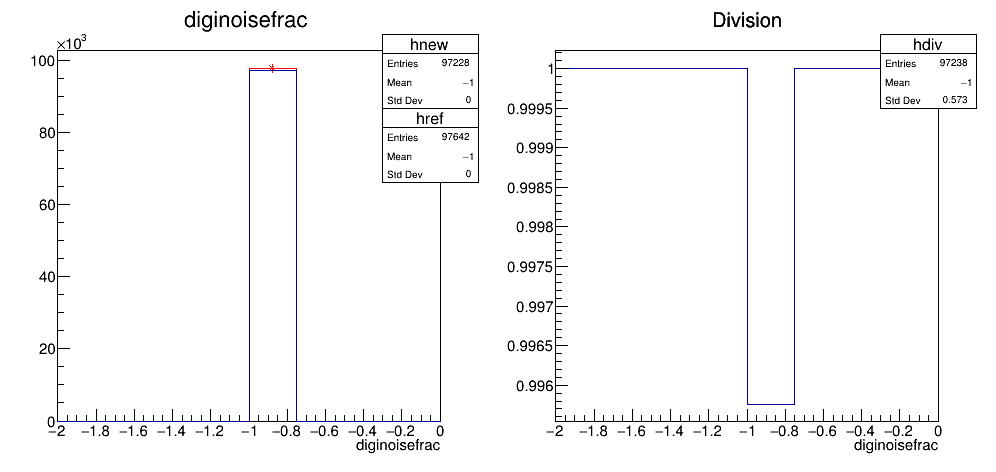 diginoisefrac
×10³
hnew
Entries 97228
Mean −1
Std Dev 0
href
Entries 97642
Mean −1
Std Dev 0
100
80
60
40
20
0
−2 −1.8 −1.6 −1.4 −1.2 −1 −0.8 −0.6 −0.4 −0.2 0
diginoisefrac
Division
hdiv
Entries 97238
Mean −1
Std Dev 0.573
1
0.9995
0.999
0.9985
0.998
0.9975
0.997
0.9965
0.996
−2 −1.8 −1.6 −1.4 −1.2 −1 −0.8 −0.6 −0.4 −0.2 0
diginoisefrac